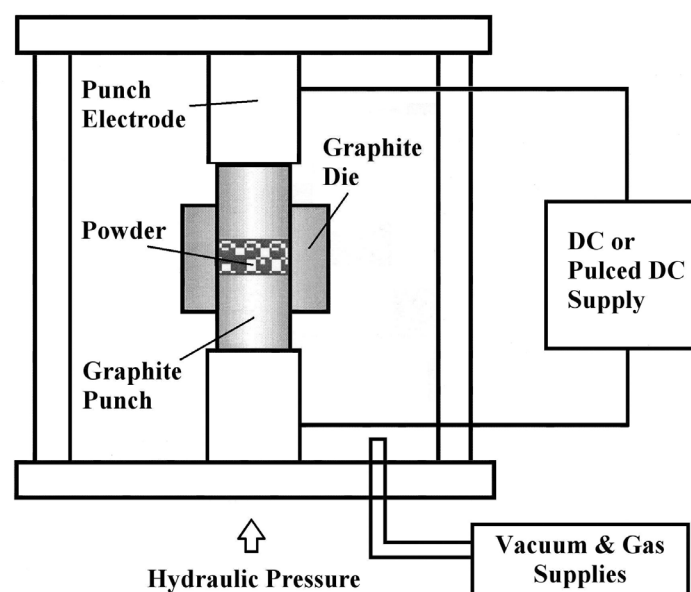 Punch
Electrode
Graphite
Die
Powder
DC or
Pulced DC
Supply
Graphite
Punch
Vacuum & Gas
Supplies
Hydraulic Pressure